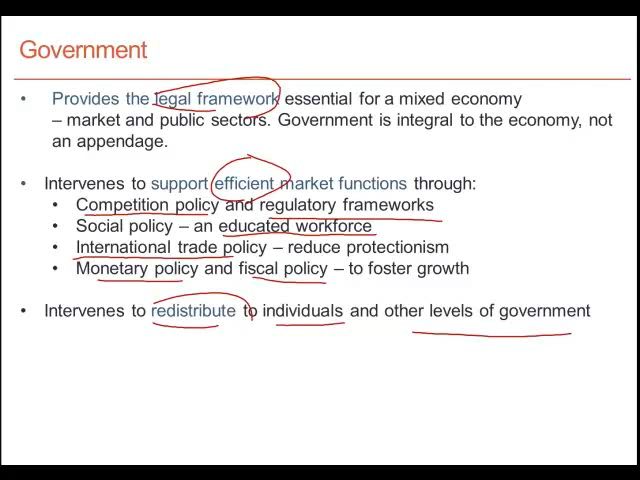 Government
• Provides the legal framework essential for a mixed economy
– market and public sectors. Government is integral to the economy, not
an appendage.
• Intervenes to support efficient market functions through:
• Competition policy and regulatory frameworks
• Social policy – an educated workforce
• International trade policy – reduce protectionism
• Monetary policy and fiscal policy – to foster growth
• Intervenes to redistribute to individuals and other levels of government